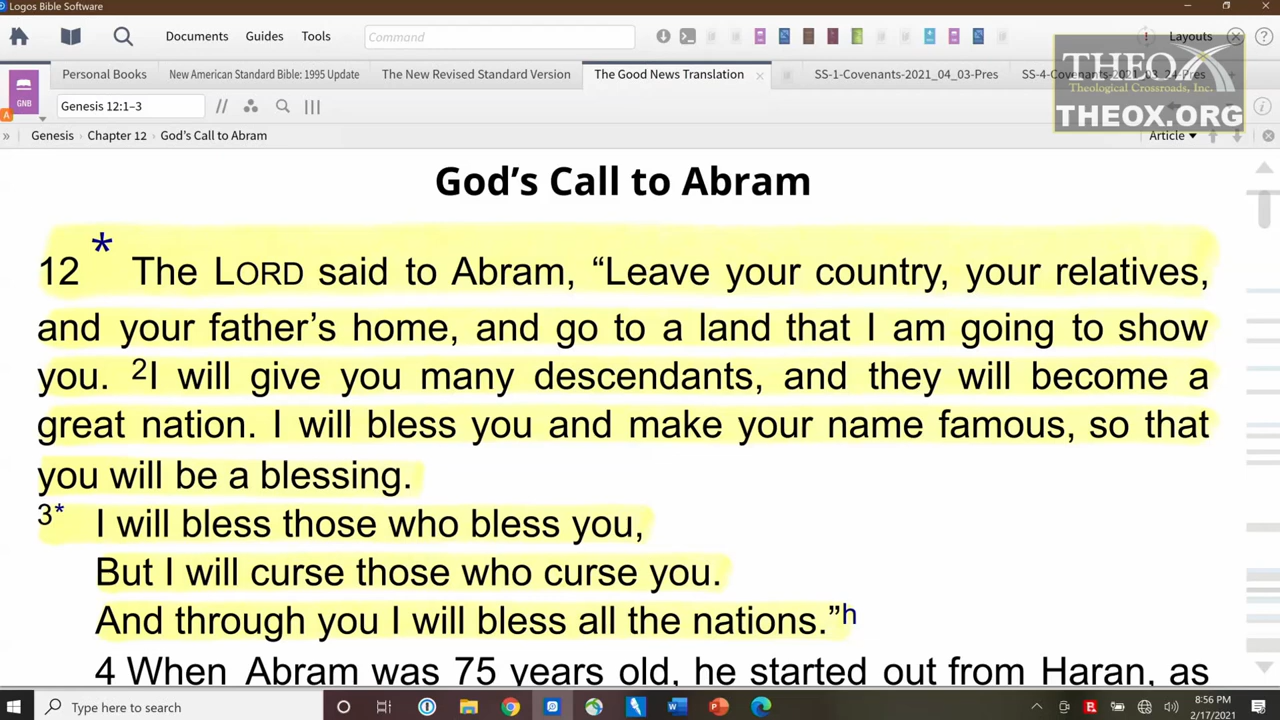 Logos Bible Software
Documents Guides Tools Command Layouts
THEOX
Theological Crossroads, Inc.
THEOX.ORG
Personal Books New American Standard Bible: 1995 Update The New Revised Standard Version The Good News Translation SS-1-Covenants-2021_04_03-Pres SS-4-Covenants-2021_03_24-Pres
GNB
A
Genesis 12:1–3
Genesis > Chapter 12 > God's Call to Abram Article
God's Call to Abram
12 * The LORD said to Abram, “Leave your country, your relatives,
and your father's home, and go to a land that I am going to show
you. 2I will give you many descendants, and they will become a
great nation. I will bless you and make your name famous, so that
you will be a blessing.
3* I will bless those who bless you,
But I will curse those who curse you.
And through you I will bless all the nations.”h
4 When Abram was 75 years old, he started out from Haran, as
Type here to search
8:56 PM
2/17/2021